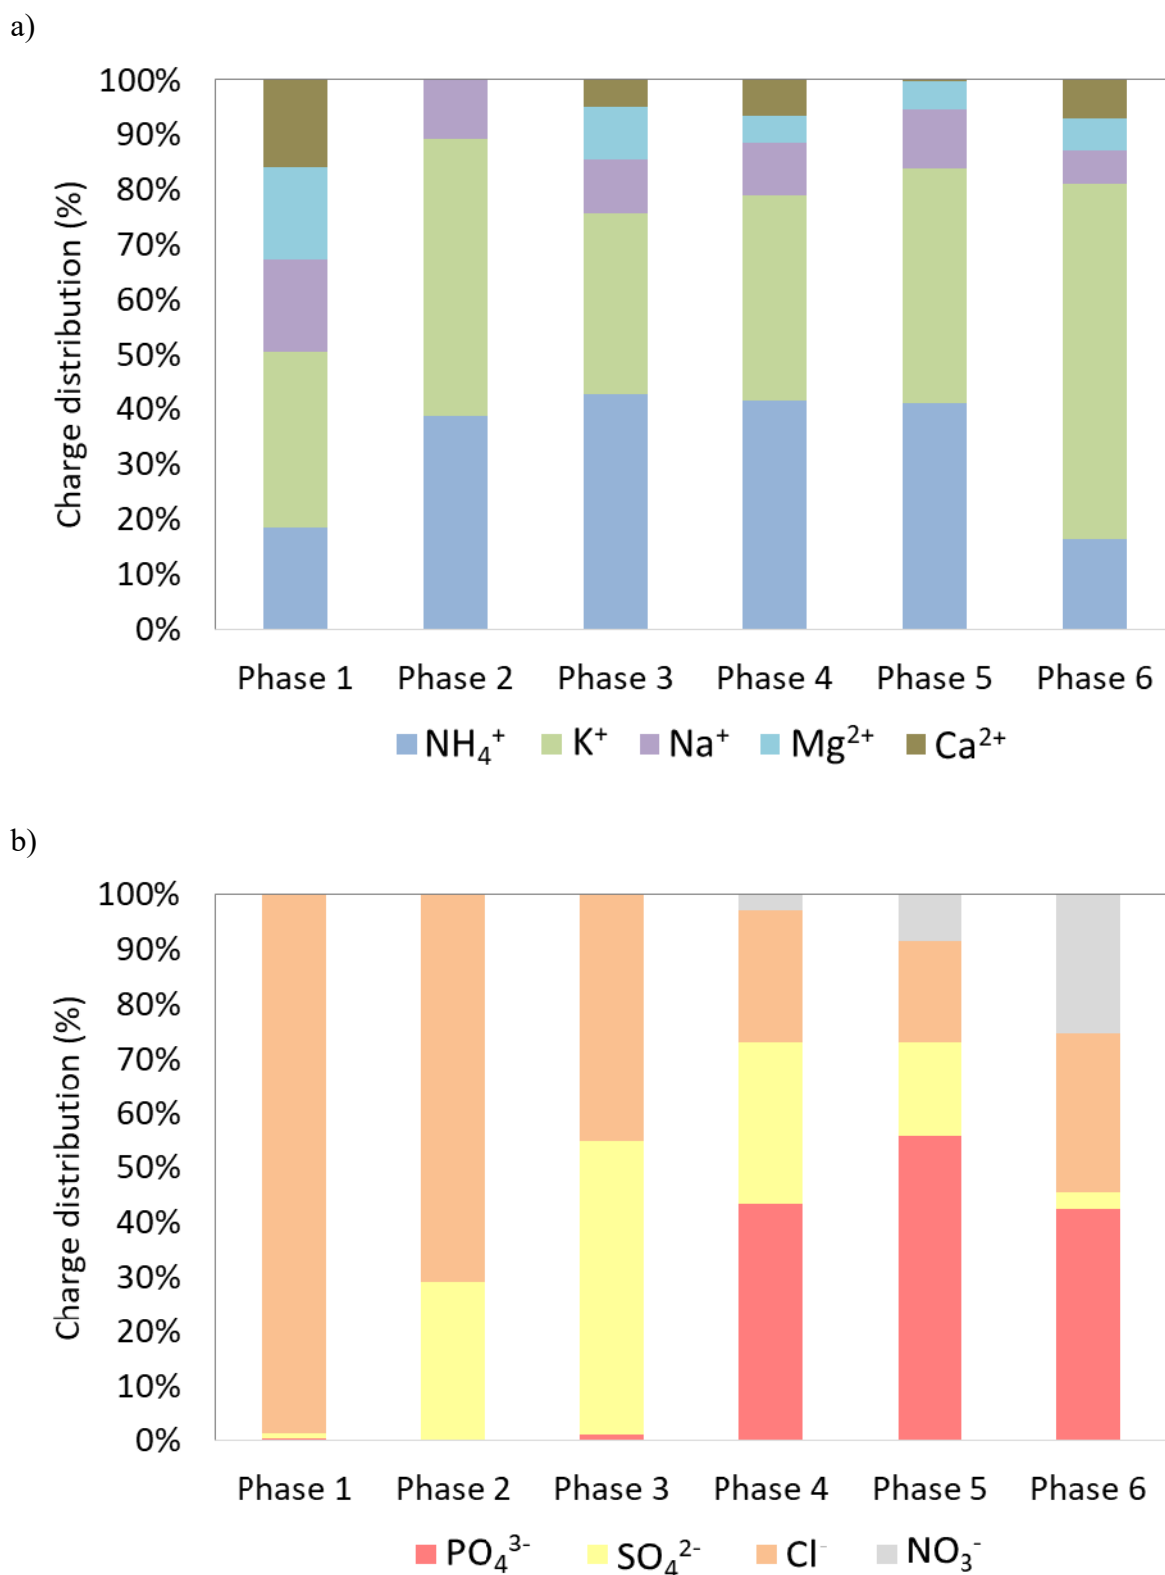 a)
Charge distribution (%)
100%
90%
80%
70%
60%
50%
40%
30%
20%
10%
0%
Phase 1 Phase 2 Phase 3 Phase 4 Phase 5 Phase 6
NH₄⁺ K⁺ Na⁺ Mg²⁺ Ca²⁺
b)
Charge distribution (%)
100%
90%
80%
70%
60%
50%
40%
30%
20%
10%
0%
Phase 1 Phase 2 Phase 3 Phase 4 Phase 5 Phase 6
PO₄³⁻ SO₄²⁻ Cl⁻ NO₃⁻